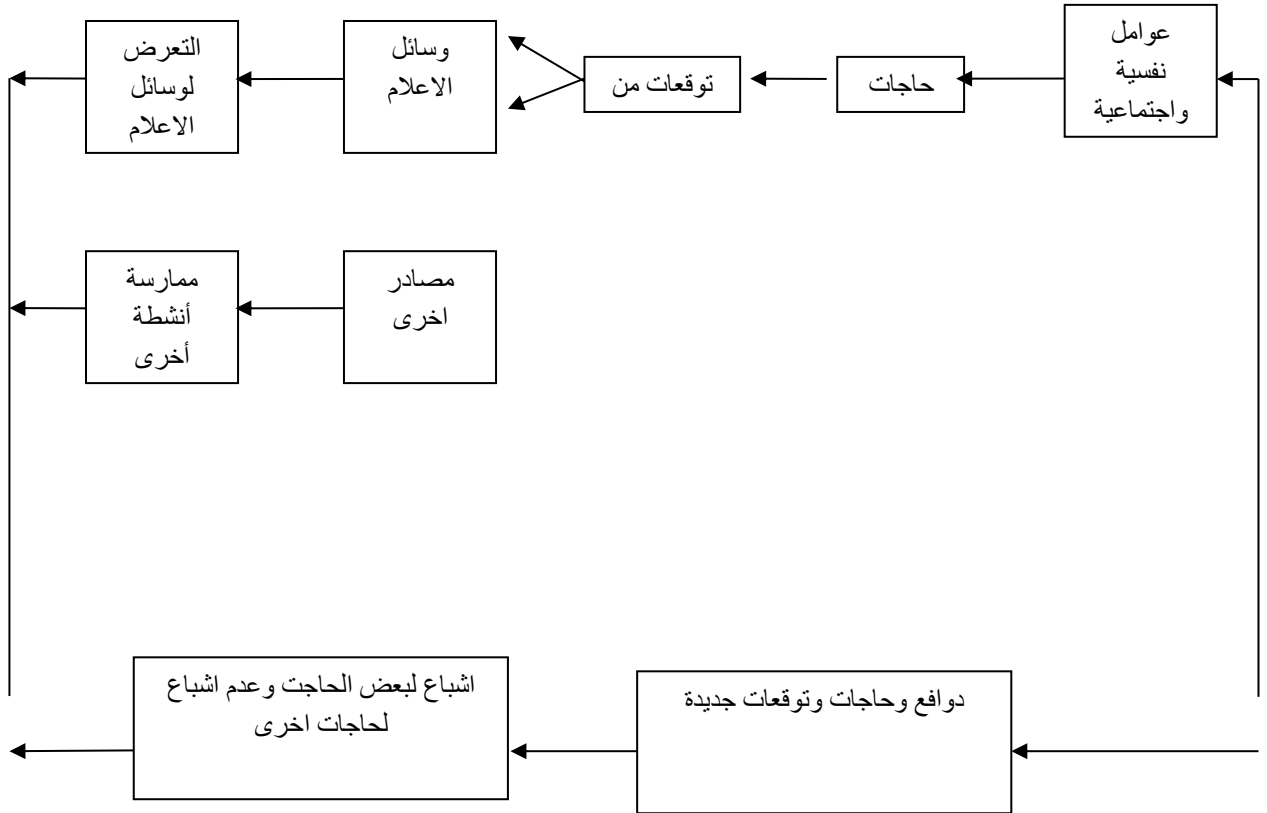 عوامل
نفسية
واجتماعية
حاجات
توقعات من
وسائل
الاعلام
التعرض
لوسائل
الاعلام
مصادر
اخرى
ممارسة
أنشطة
أخرى
دوافع وحاجات وتوقعات جديدة
اشباع لبعض الحاجت وعدم اشباع
لحاجات اخرى